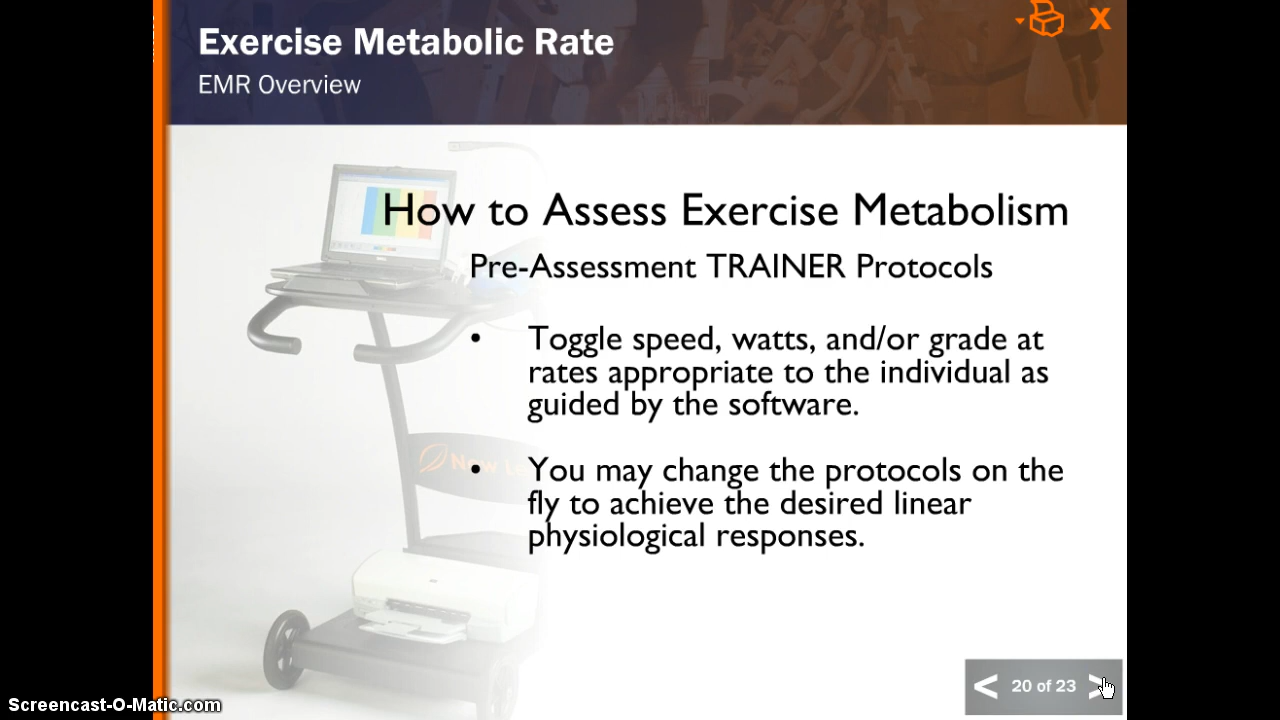 Exercise Metabolic Rate
EMR Overview
X
How to Assess Exercise Metabolism
Pre-Assessment TRAINER Protocols
• Toggle speed, watts, and/or grade at
rates appropriate to the individual as
guided by the software.
• You may change the protocols on the
fly to achieve the desired linear
physiological responses.
New
< 20 of 23 >
Screencast-O-Matic.com